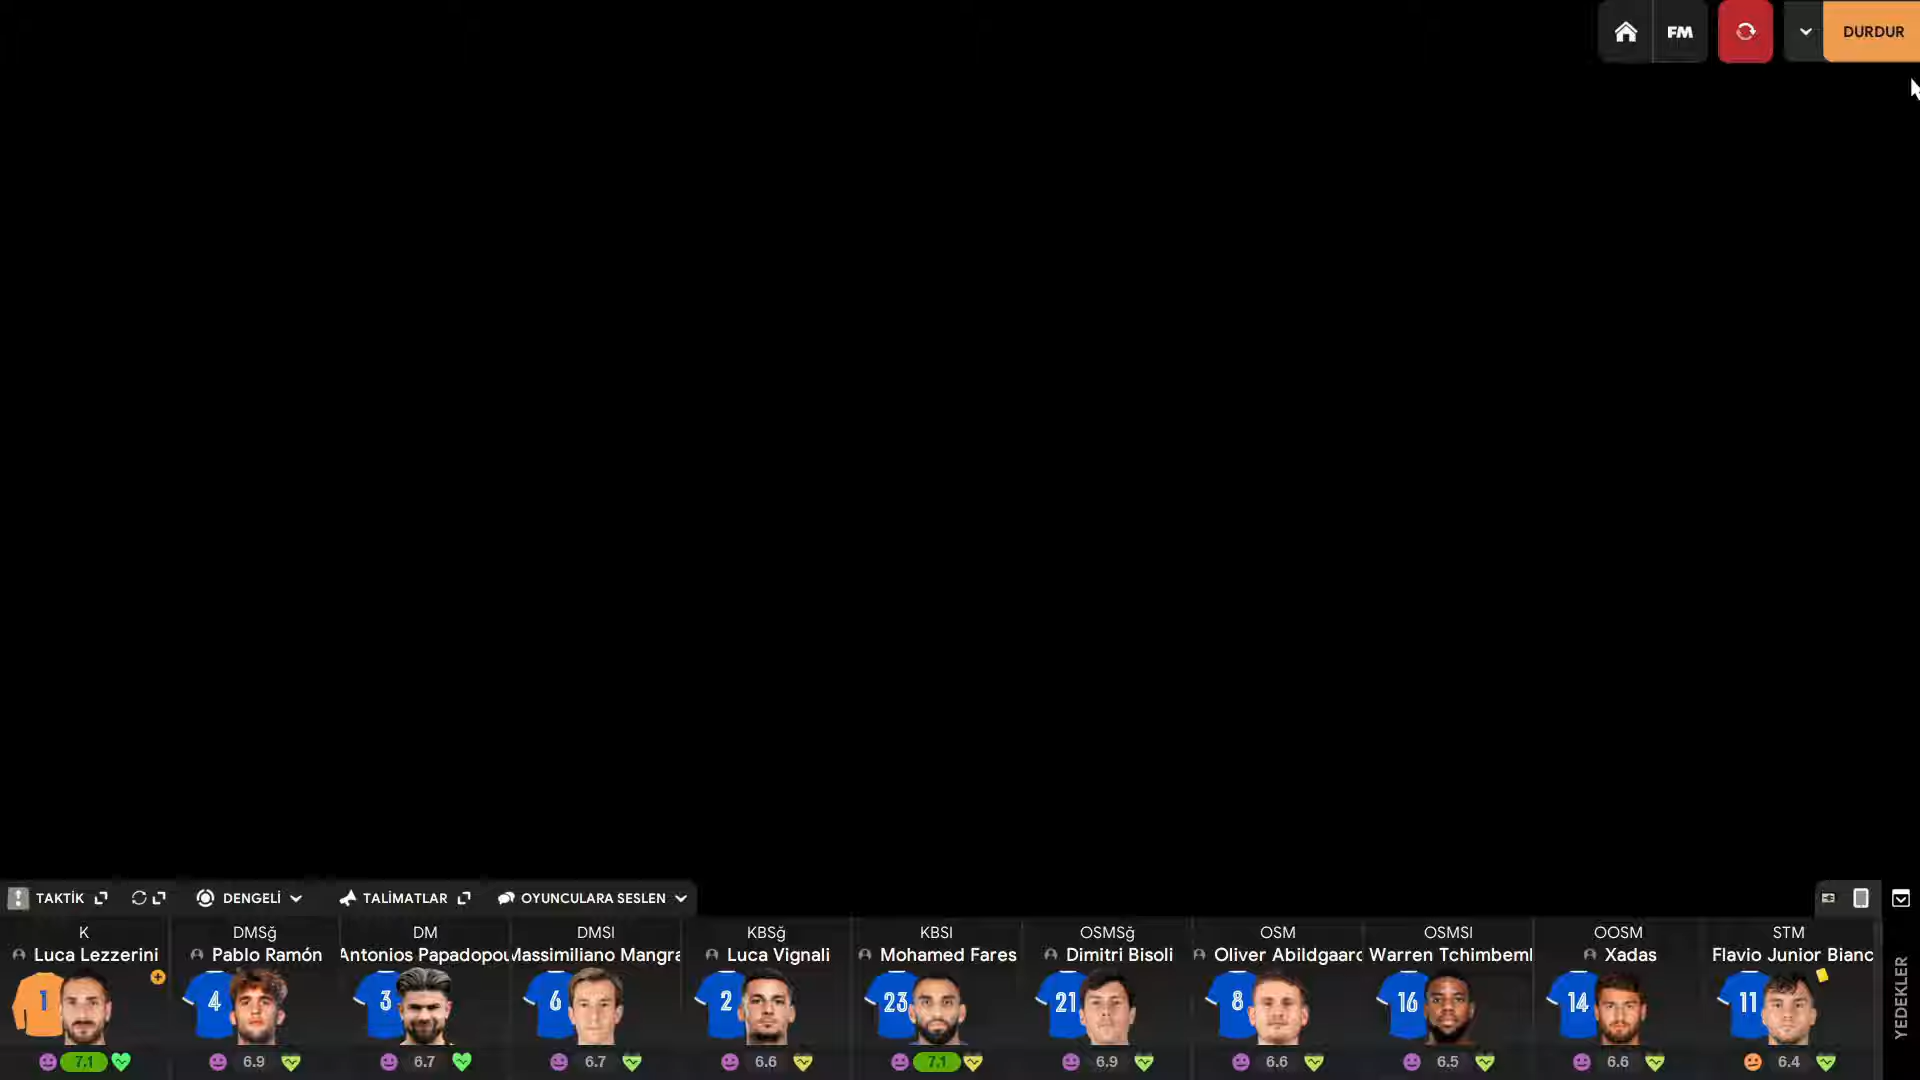 FM
DURDUR
TAKTİK
DENGELİ
TALİMATLAR
OYUNCULARA SESLEN
K
DMSğ
DM
DMSl
KBSğ
KBSl
OSMSğ
OSM
OSMSl
OOSM
STM
Luca Lezzerini
Pablo Ramón
Antonios Papadopou
Massimiliano Mangra
Luca Vignali
Mohamed Fares
Dimitri Bisoli
Oliver Abildgaard
Warren Tchimbeml
Xadas
Flavio Junior Bianc
1
4
3
6
2
23
21
8
16
14
11
7.1
6.9
6.7
6.7
6.6
7.1
6.9
6.6
6.5
6.6
6.4
YEDEKLER